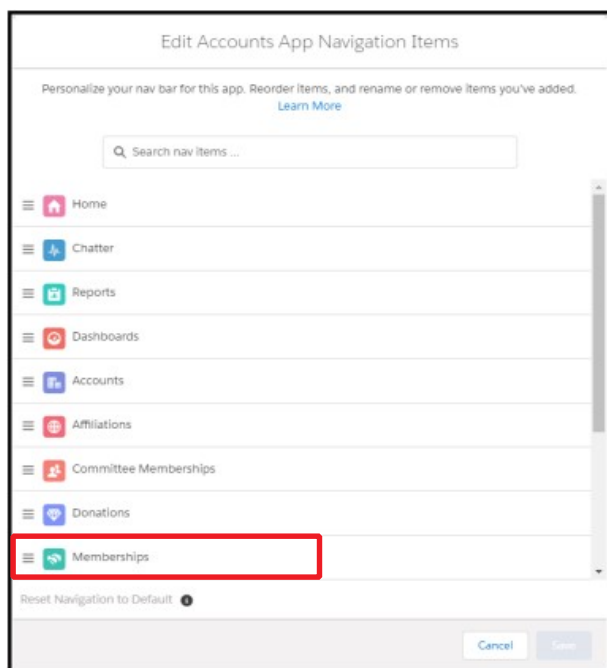 Edit Accounts App Navigation Items
Personalize your nav bar for this app. Reorder items, and rename or remove items you've added.
Learn More
Search nav items ...
Home
Chatter
Reports
Dashboards
Accounts
Affiliations
Committee Memberships
Donations
Memberships
Reset Navigation to Default
Cancel
Save